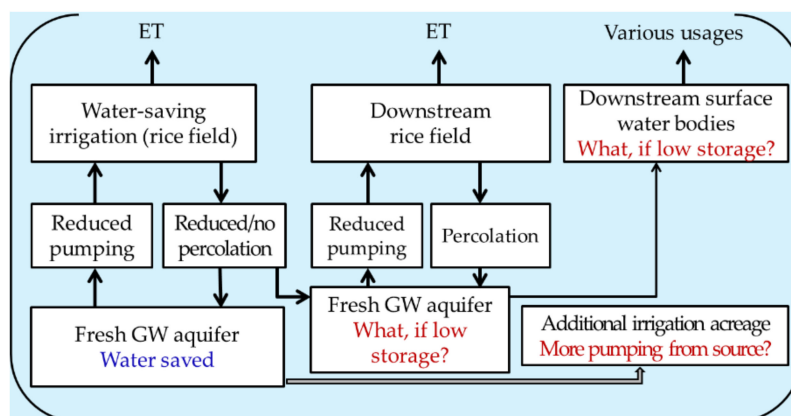 ET
ET
Various usages
Water-saving
irrigation (rice field)
Downstream
rice field
Downstream surface
water bodies
What, if low storage?
Reduced
pumping
Reduced/no
percolation
Reduced
pumping
Percolation
Fresh GW aquifer
Water saved
Fresh GW aquifer
What, if low
storage?
Additional irrigation acreage
More pumping from source?